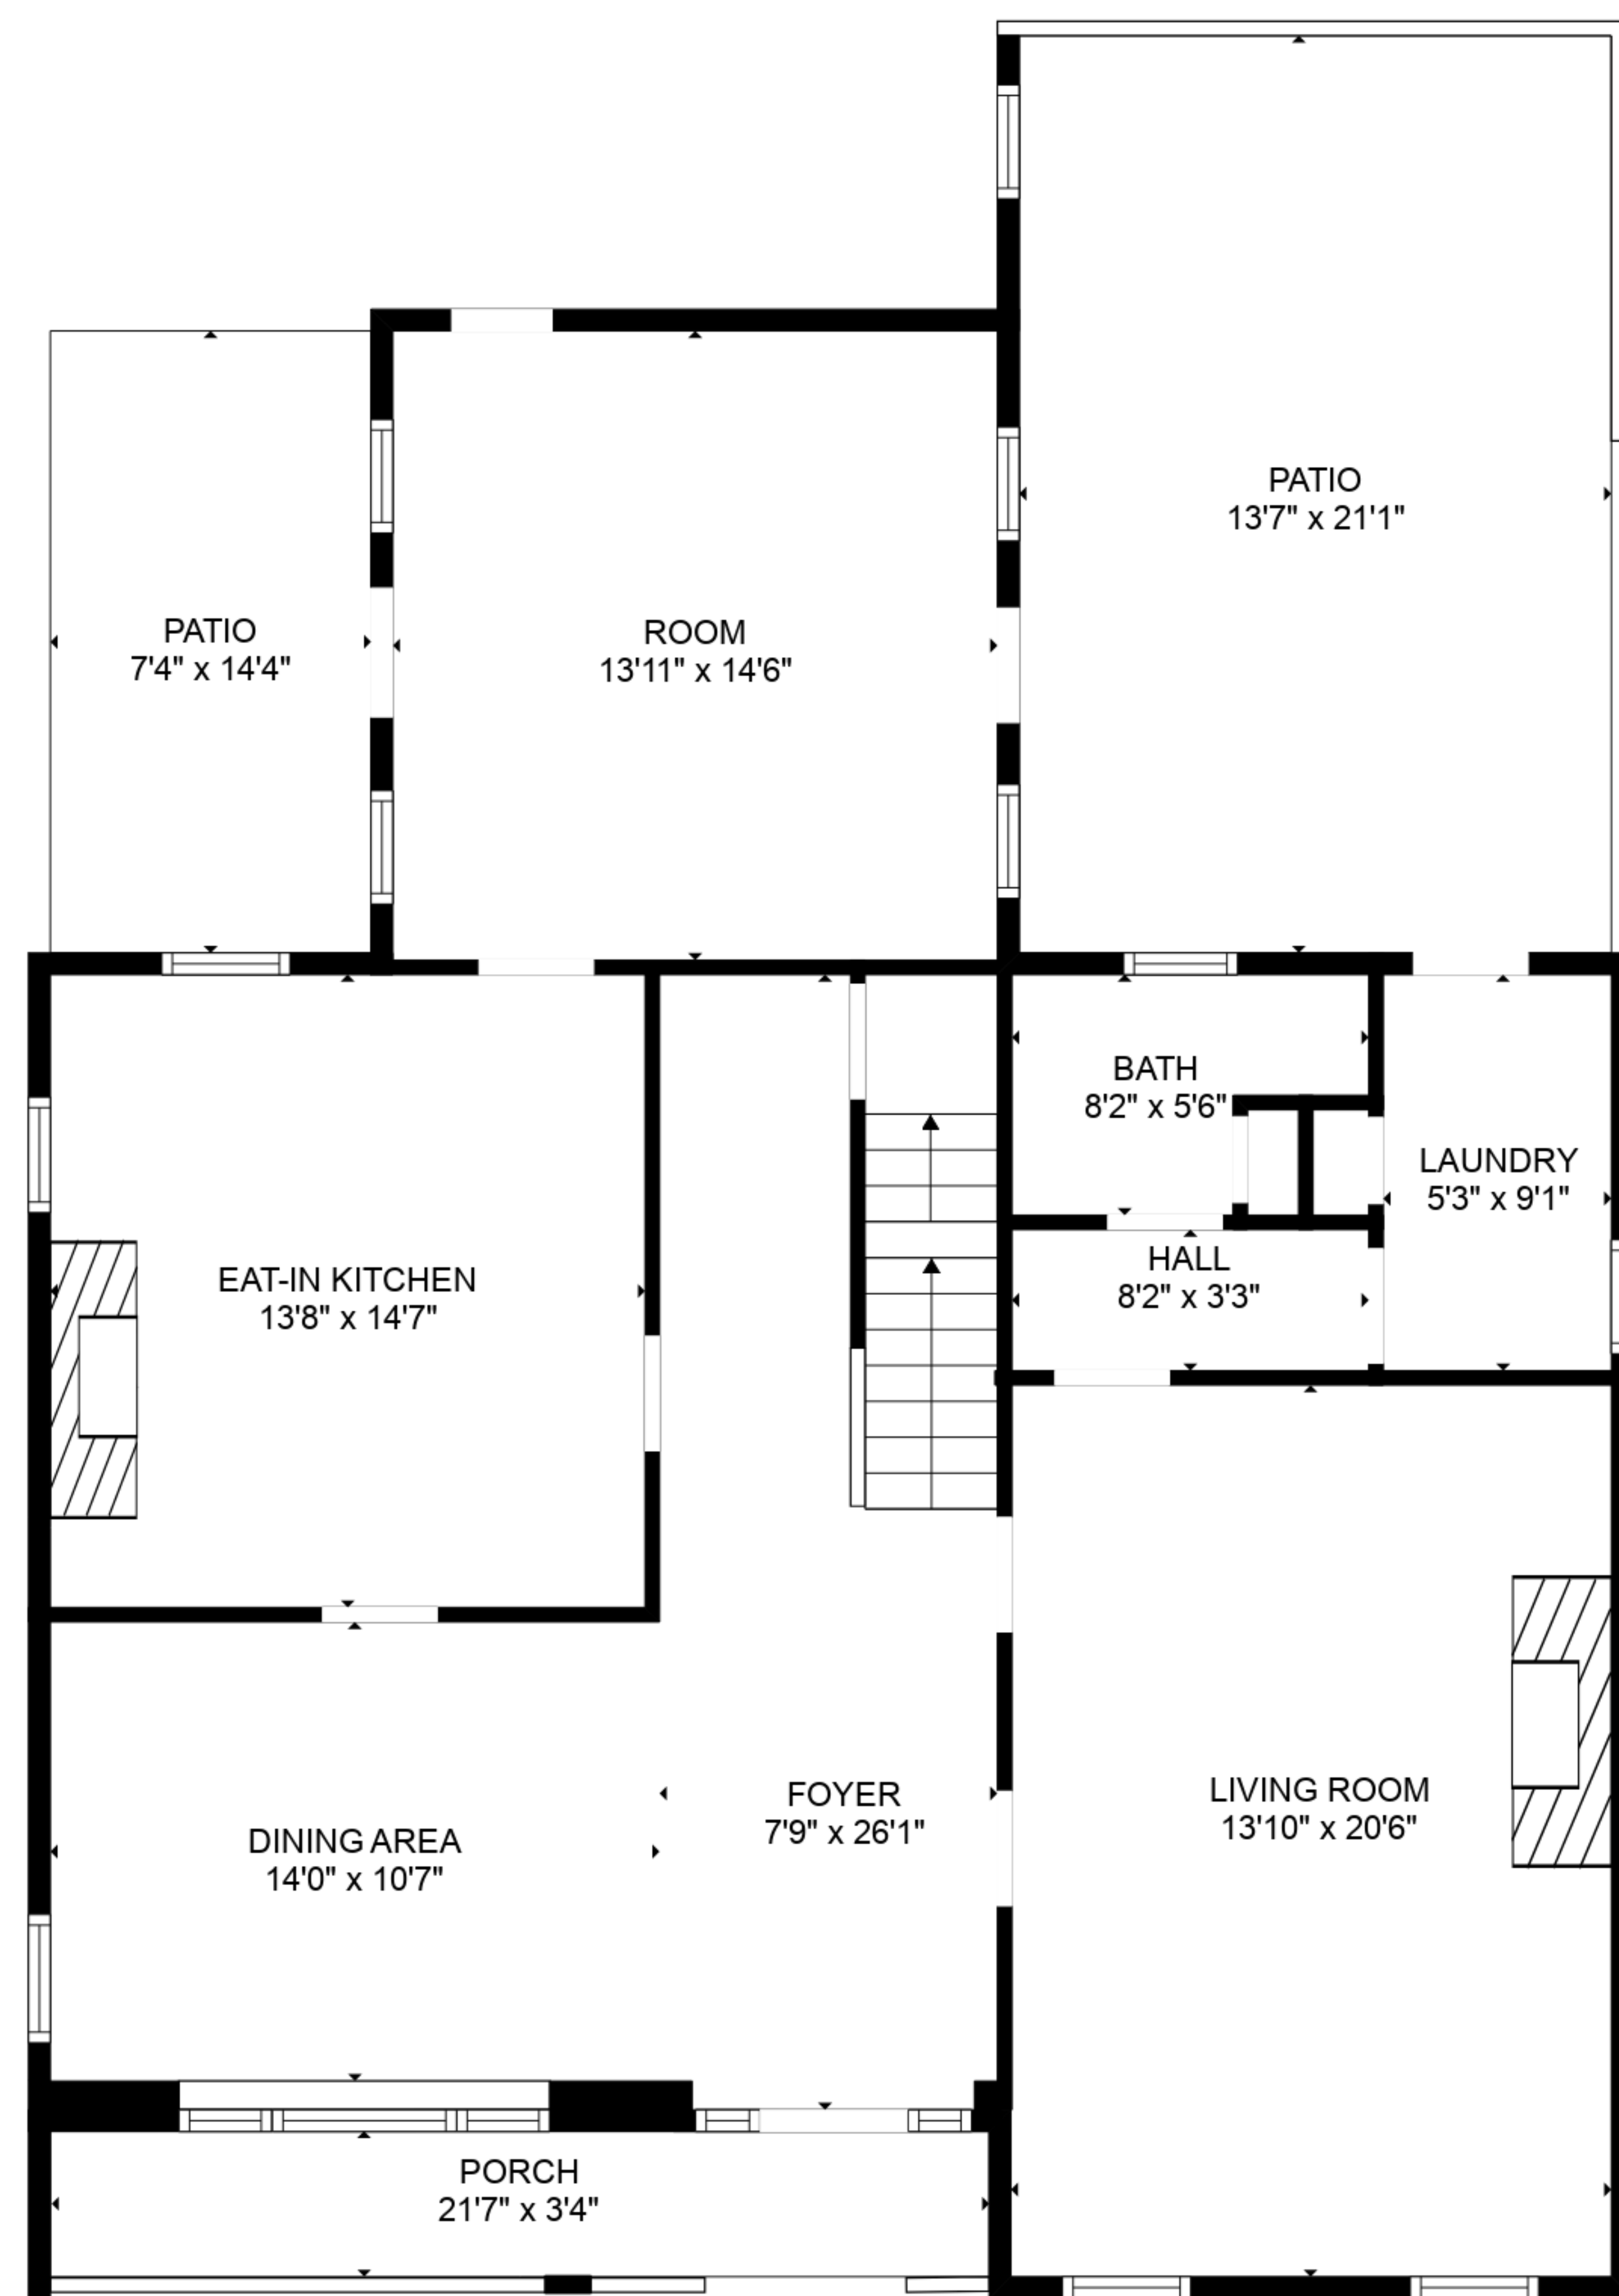 PATIO
13'7" x 21'1"
PATIO
7'4" x 14'4"
ROOM
13'11" x 14'6"
BATH
8'2" x 5'6"
LAUNDRY
5'3" x 9'1"
HALL
8'2" x 3'3"
EAT-IN KITCHEN
13'8" x 14'7"
FOYER
7'9" x 26'1"
LIVING ROOM
13'10" x 20'6"
DINING AREA
14'0" x 10'7"
PORCH
21'7" x 3'4"